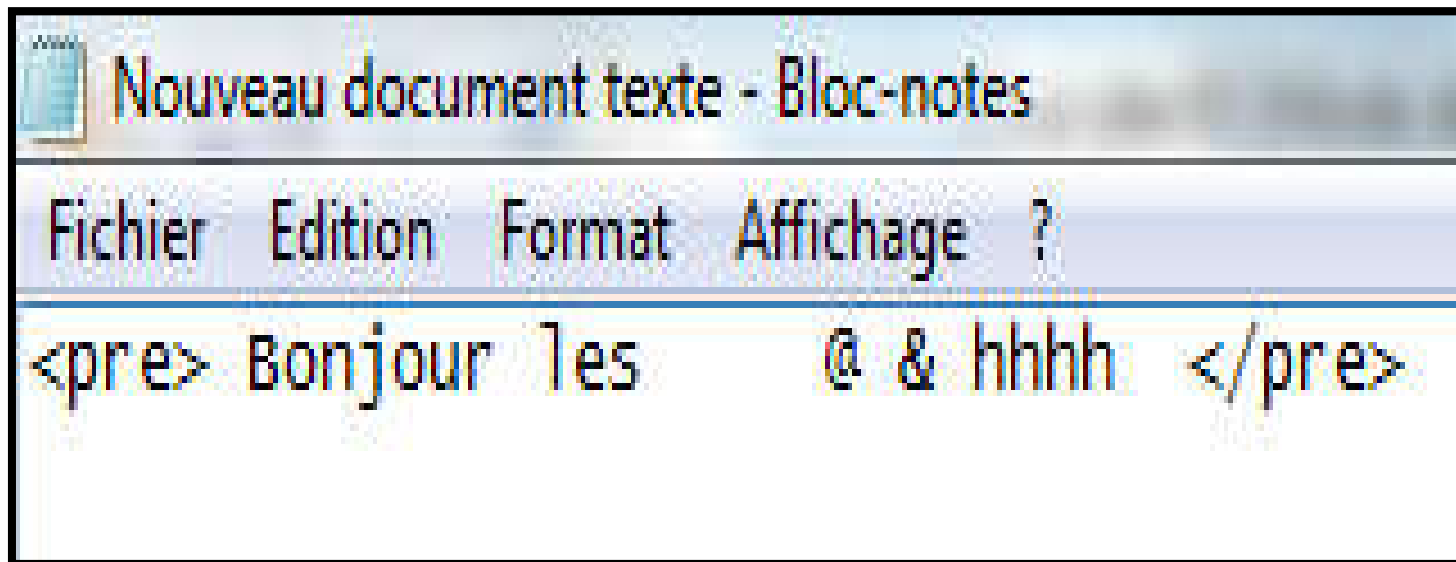 Nouveau document texte - Bloc-notes
Fichier Edition Format Affichage ?
<pre> Bonjour les    @ & hhhh  </pre>